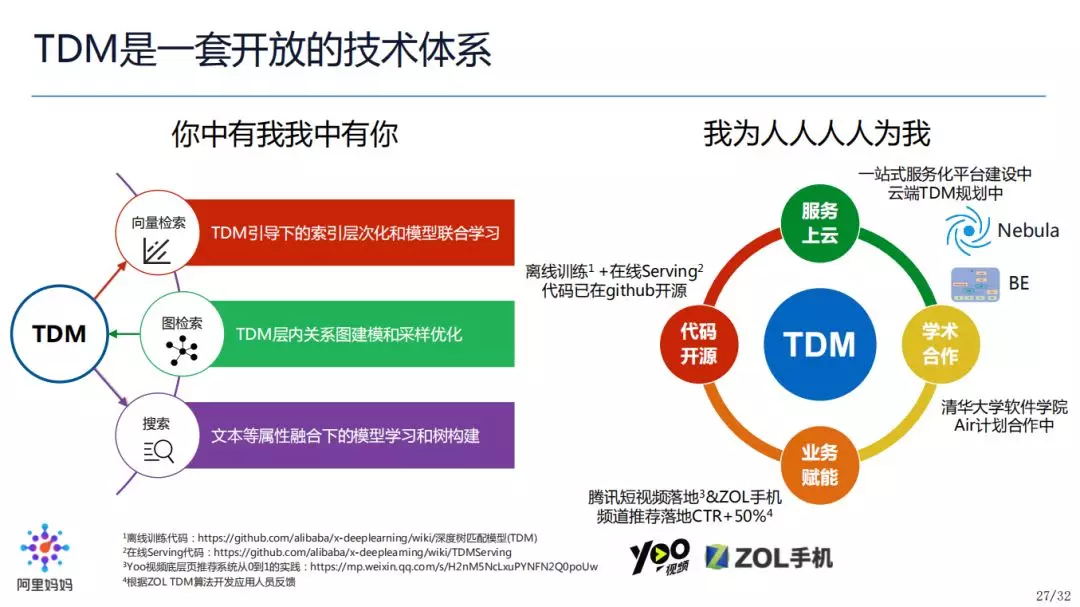 TDM是一套开放的技术体系
你中有我我中有你
向量检索
TDM引导下的索引层次化和模型联合学习
TDM
图检索
TDM层内关系图建模和采样优化
搜索
文本等属性融合下的模型学习和树构建
我为人人人人为我
一站式服务化平台建设中
云端TDM规划中
服务
上云
Nebula
BE
离线训练¹ +在线Serving²
代码已在github开源
代码
开源
TDM
学术
合作
清华大学软件学院
Air计划合作中
业务
赋能
腾讯短视频落地³&ZOL手机
频道推荐落地CTR+50%⁴
Yoo
视频
ZOL手机
阿里妈妈
¹离线训练代码：https://github.com/alibaba/x-deeplearning/wiki/深度树匹配模型(TDM)
²在线Serving代码：https://github.com/alibaba/x-deeplearning/wiki/TDMServing
³Yoo视频底层页推荐系统从0到1的实践：https://mp.weixin.qq.com/s/H2nM5NcLxuPYNFN2Q0poUw
⁴根据ZOL TDM算法开发应用人员反馈
27/32